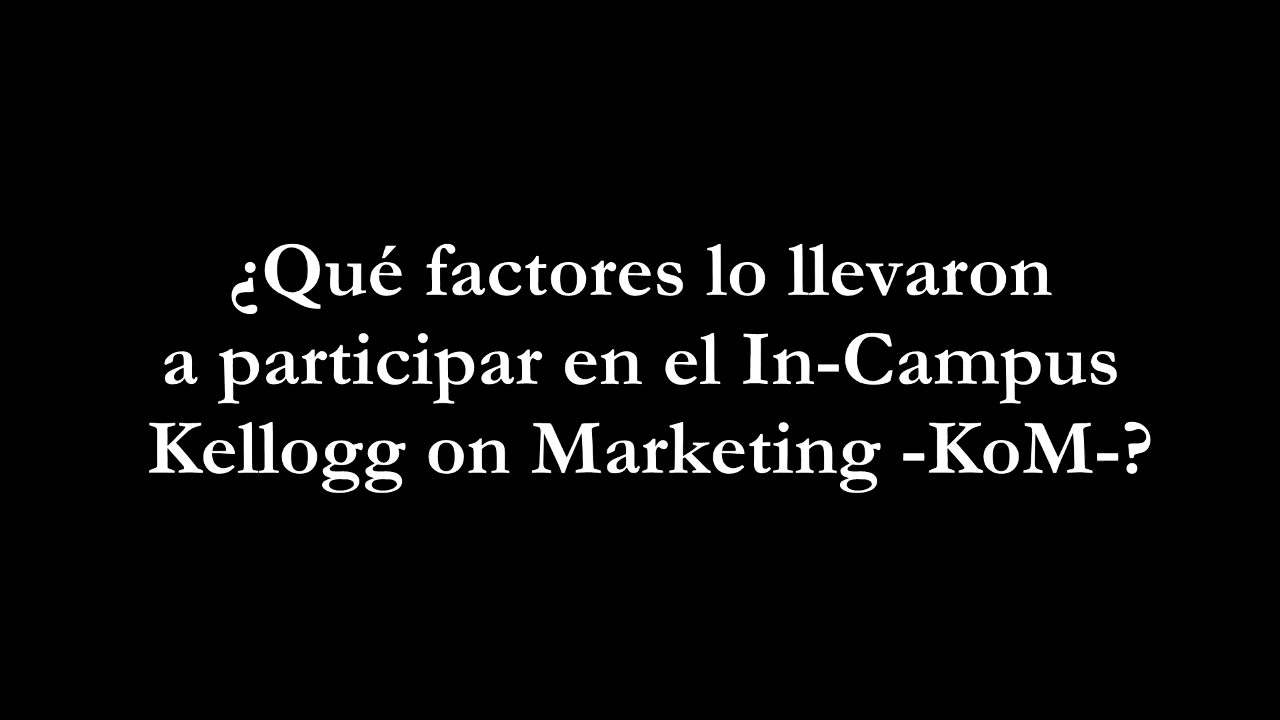 ¿Qué factores lo llevaron
a participar en el In-Campus
Kellogg on Marketing -KoM-?